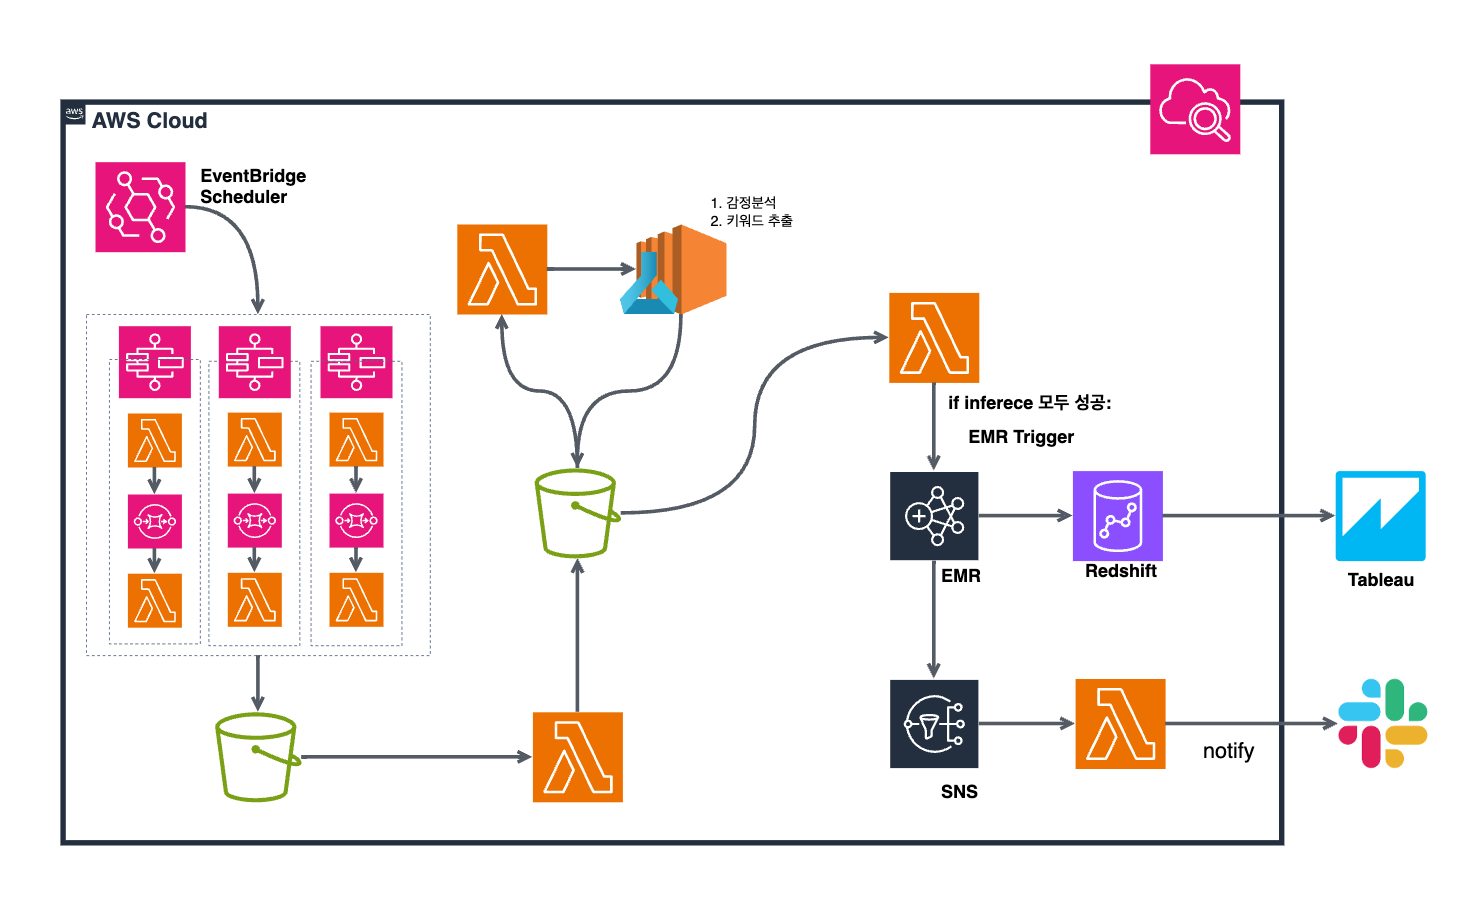 aws
AWS Cloud
EventBridge
Scheduler
1. 감정분석
2. 키워드 추출
if inferece 모두 성공:
EMR Trigger
EMR
Redshift
Tableau
SNS
notify